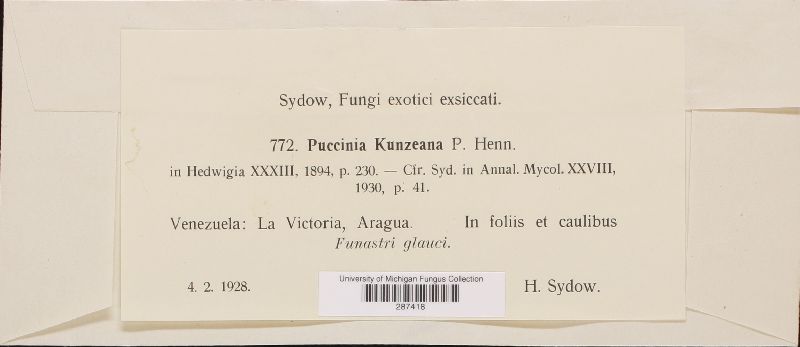 Sydow, Fungi exotici exsiccati.
772. Puccinia Kunzeana P. Henn.
in Hedwigia XXXIII, 1894, p. 230. — Cfr. Syd. in Annal. Mycol. XXVIII,
1930, p. 41.
Venezuela: La Victoria, Aragua. In foliis et caulibus
Funastri glauci.
4. 2. 1928.
H. Sydow.
University of Michigan Fungus Collection
287418